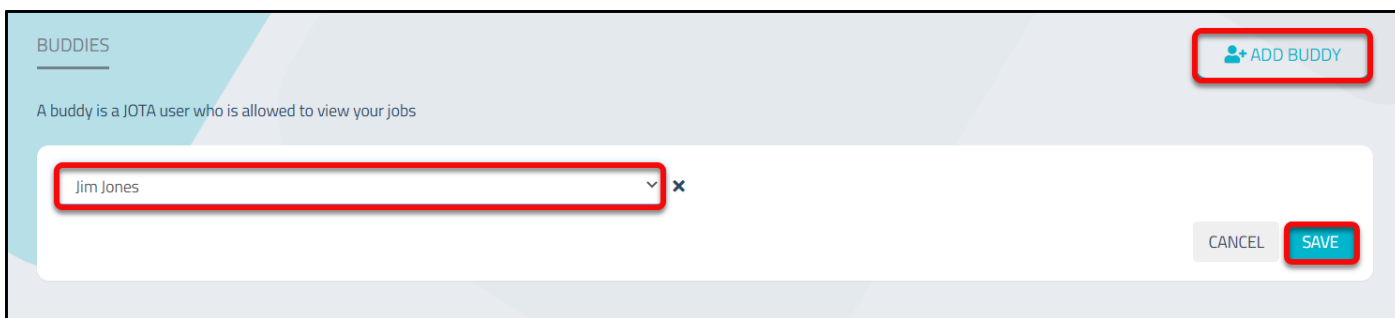 BUDDIES
ADD BUDDY
A buddy is a JOTA user who is allowed to view your jobs
Jim Jones
CANCEL
SAVE